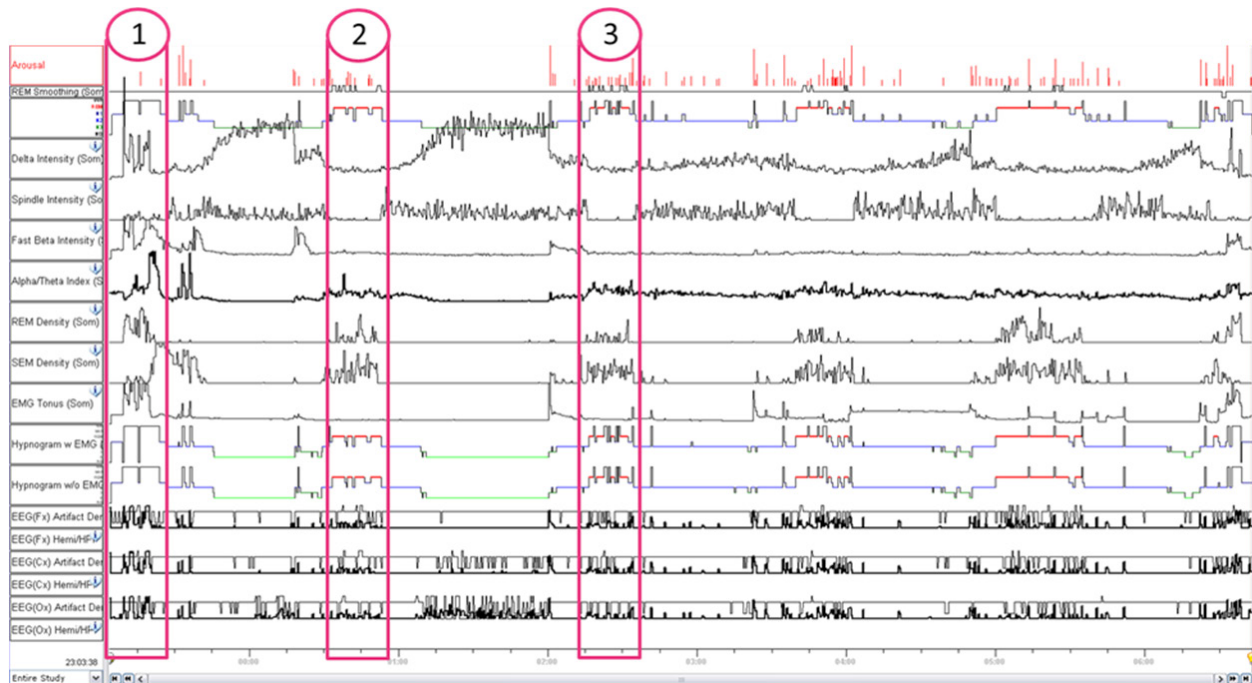 1
2
3
Arousal
REM Smoothing (Som
Delta Intensity (Som)
Spindle Intensity (So
Fast Beta Intensity (
Alpha/Theta Index (S
REM Density (Som)
SEM Density (Som)
EMG Tonus (Som)
Hypnogram w EMG
Hypnogram w/o EMG
EEG(Fx) Artifact De
EEG(Fx) Hemi/HF
EEG(Cx) Artifact De
EEG(Cx) Hemi/HF
EEG(Ox) Artifact De
EEG(Ox) Hemi/HF
23:03:38
00:00
01:00
02:00
03:00
04:00
05:00
06:00
Entire Study